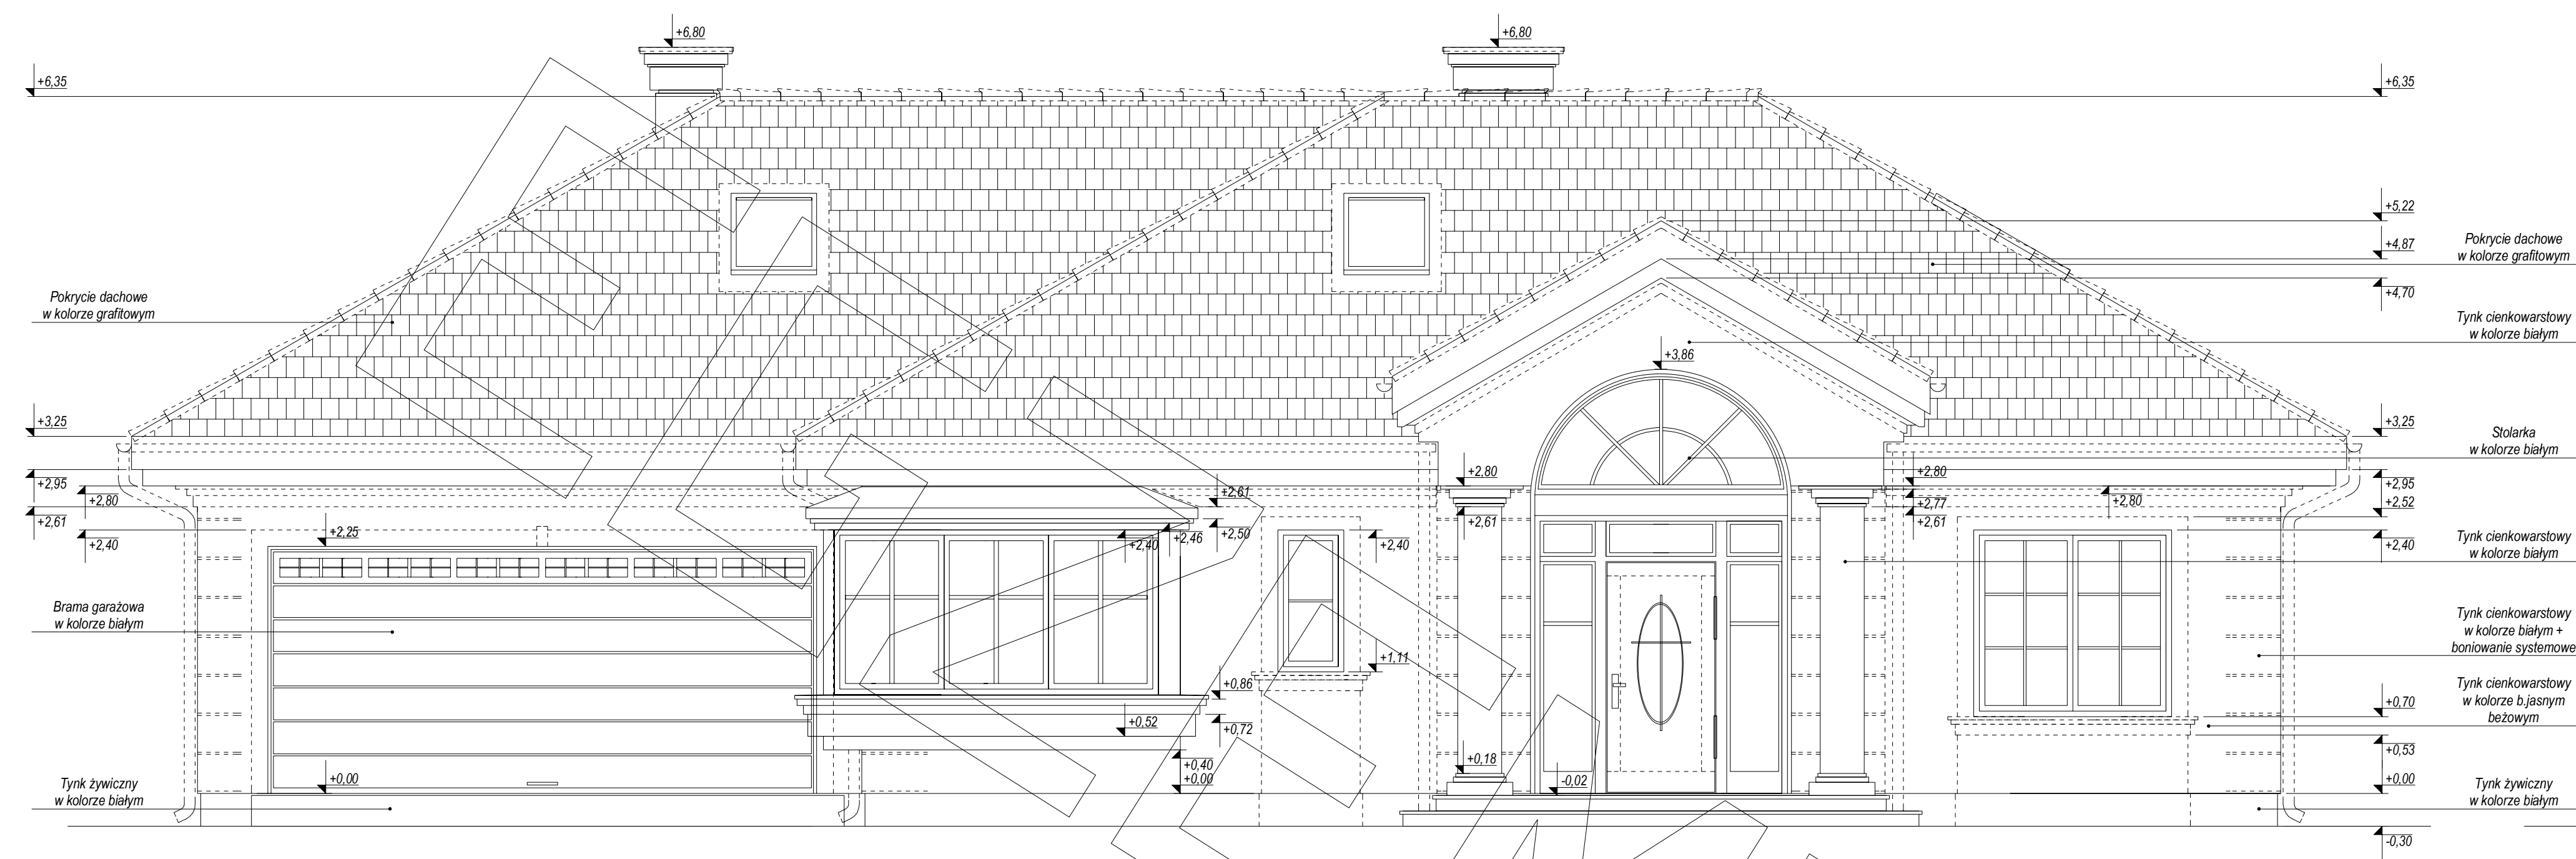 +6,80
+6,80
+6,35
+6,35
+5,22
+4,87
+4,70
Pokrycie dachowe
w kolorze grafitowym
Pokrycie dachowe
w kolorze grafitowym
Tynk cienkowarstowy
w kolorze białym
+3,86
+3,25
+3,25
Stolarka
w kolorze białym
+2,95
+2,80
+2,61
+2,40
+2,25
+2,61
+2,50
+2,46
+2,40
+2,40
+2,80
+2,61
+2,80
+2,77
+2,61
+2,80
+2,95
+2,52
+2,40
Tynk cienkowarstowy
w kolorze białym
Brama garażowa
w kolorze białym
Tynk cienkowarstowy
w kolorze białym +
boniowanie systemowe
+1,11
+0,86
+0,72
+0,52
+0,40
+0,00
Tynk cienkowarstowy
w kolorze b.jasnym
beżowym
+0,70
+0,53
+0,00
+0,18
-0,02
+0,00
Tynk żywiczny
w kolorze białym
Tynk żywiczny
w kolorze białym
-0,30